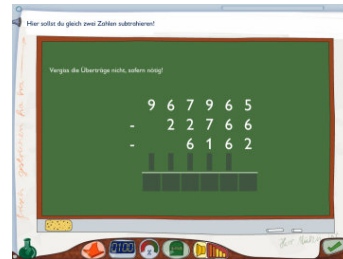 Hier sollst du gleich zwei Zahlen subtrahieren!
Vergiss die Überträge nicht, sofern nötig!
9 6 7 9 6 5
- 2 2 7 6 6
- 6 1 6 2
0100